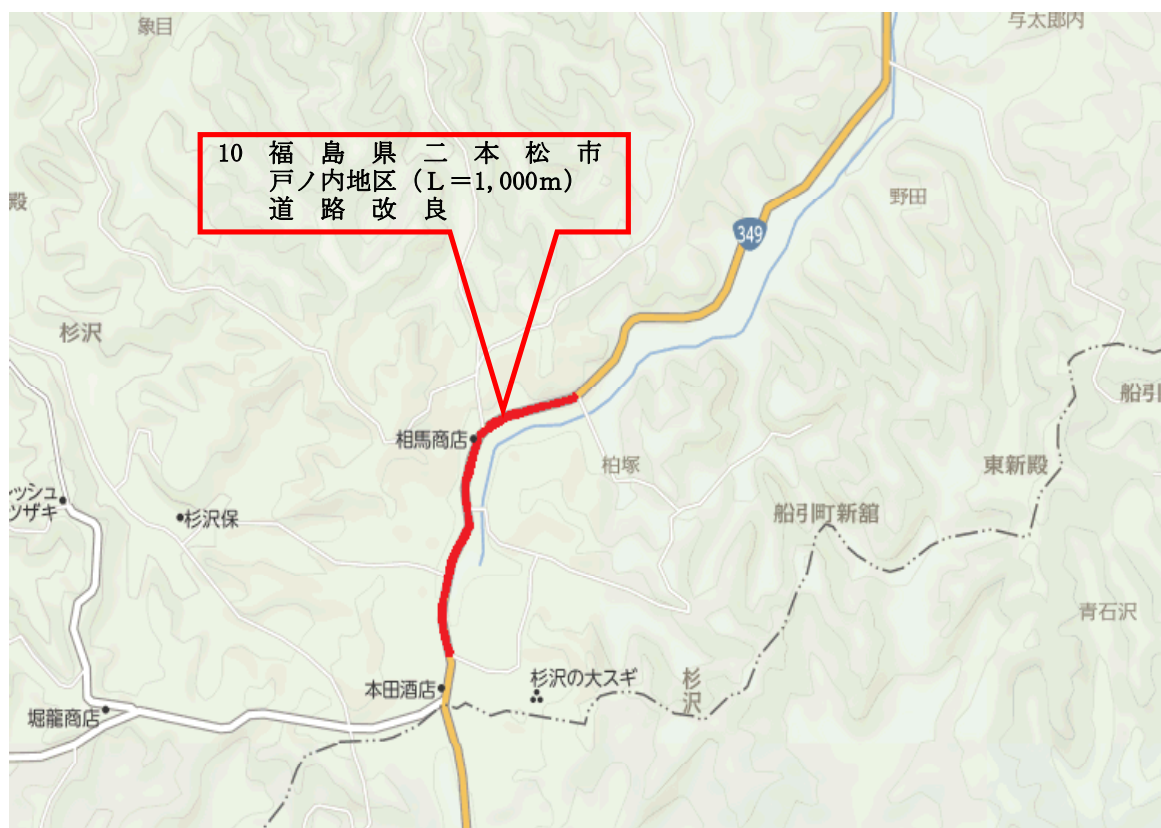 象目
与太郎内
10 福島県二本松市
戸ノ内地区(L=1,000m)
道路改良
殿
野田
349
杉沢
船引
相馬商店
柏塚
東新殿
レッシュ
ツザキ
杉沢保
船引町新舘
青石沢
本田酒店
杉沢の大スギ
杉沢
堀龍商店